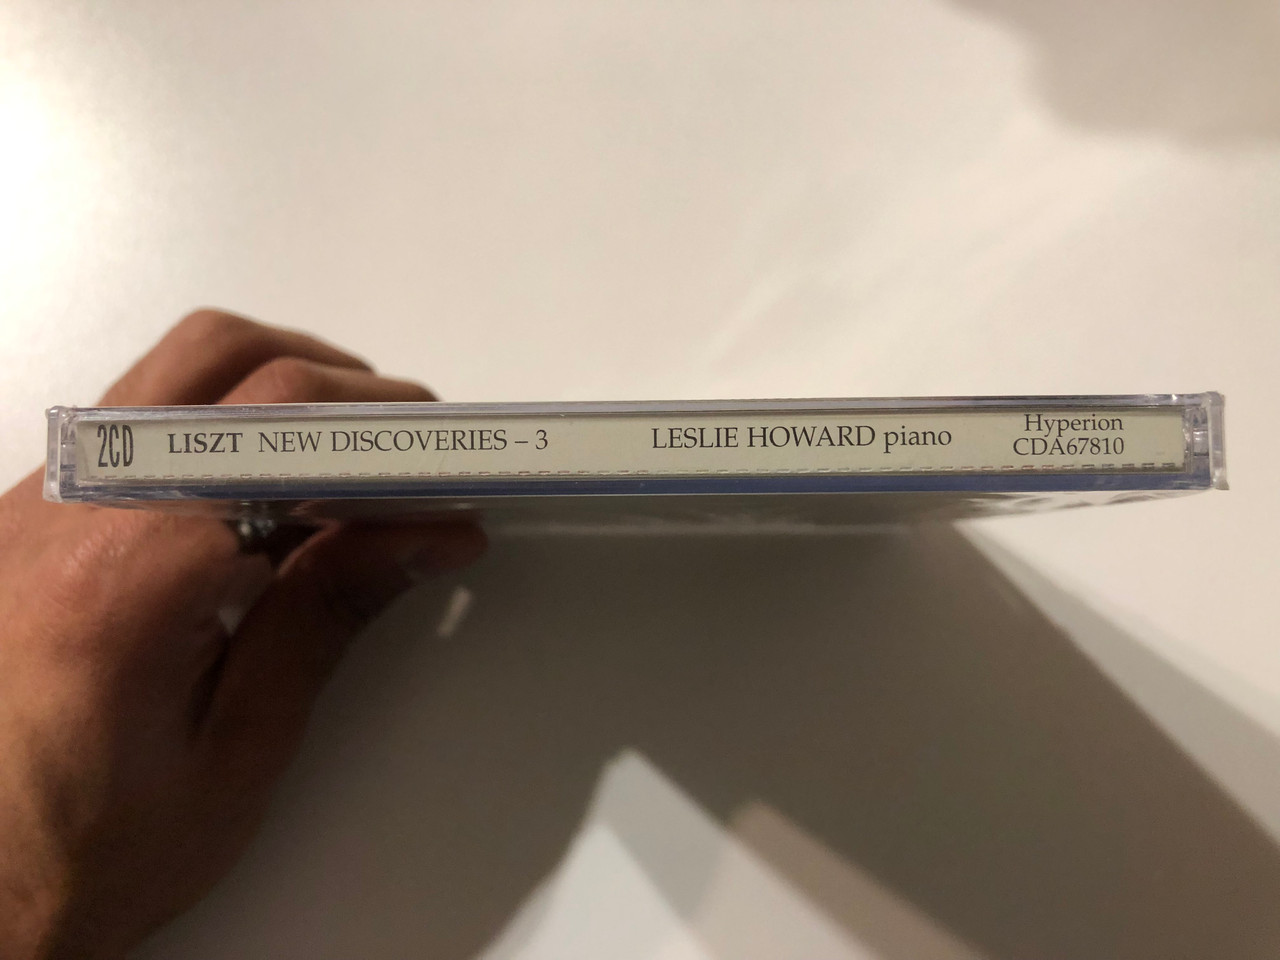 2CD LISZT NEW DISCOVERIES – 3 LESLIE HOWARD piano
Hyperion
CDA67810